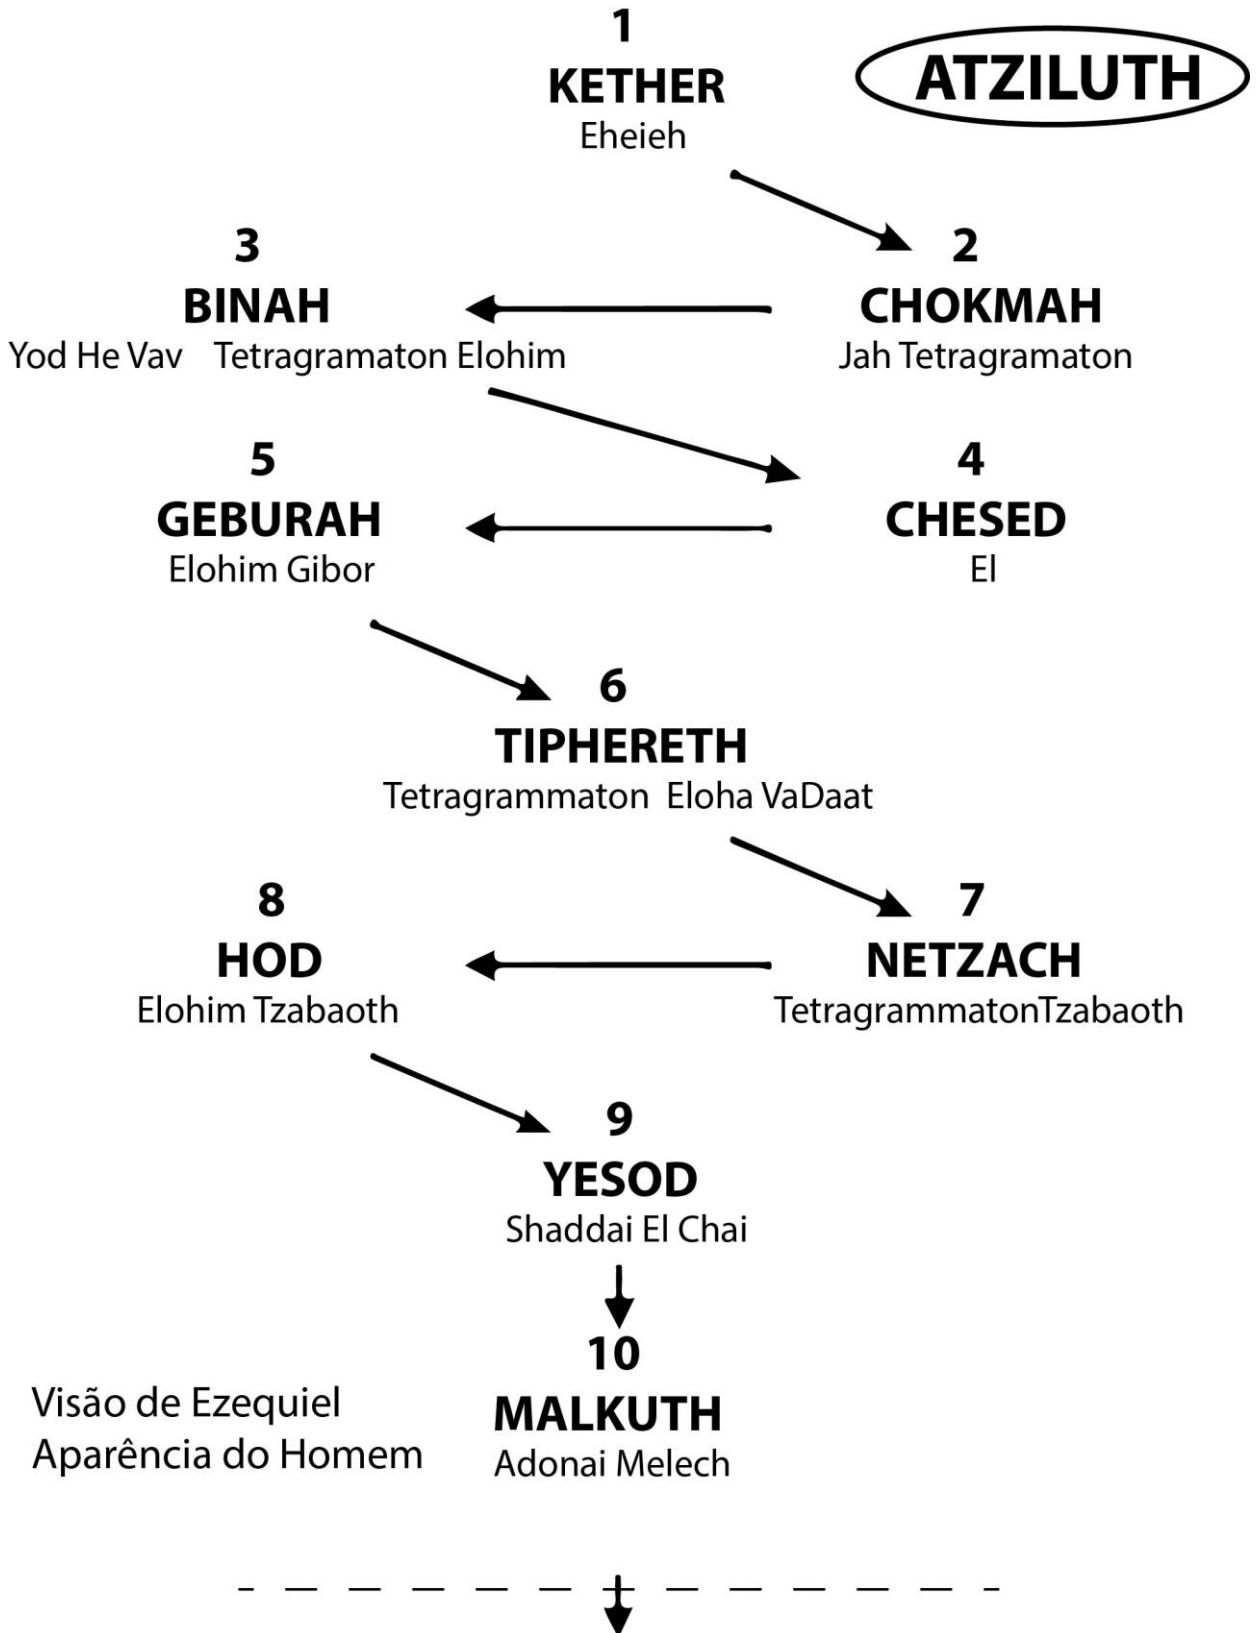 1
KETHER
Eheieh
ATZILUTH
2
CHOKMAH
Jah Tetragramaton
3
BINAH
Yod He Vav Tetragramaton Elohim
4
CHESED
El
5
GEBURAH
Elohim Gibor
6
TIPHERETH
Tetragrammaton Eloha VaDaat
7
NETZACH
TetragrammatonTzabaoth
8
HOD
Elohim Tzabaoth
9
YESOD
Shaddai El Chai
10
MALKUTH
Adonai Melech
Visão de Ezequiel
Aparência do Homem